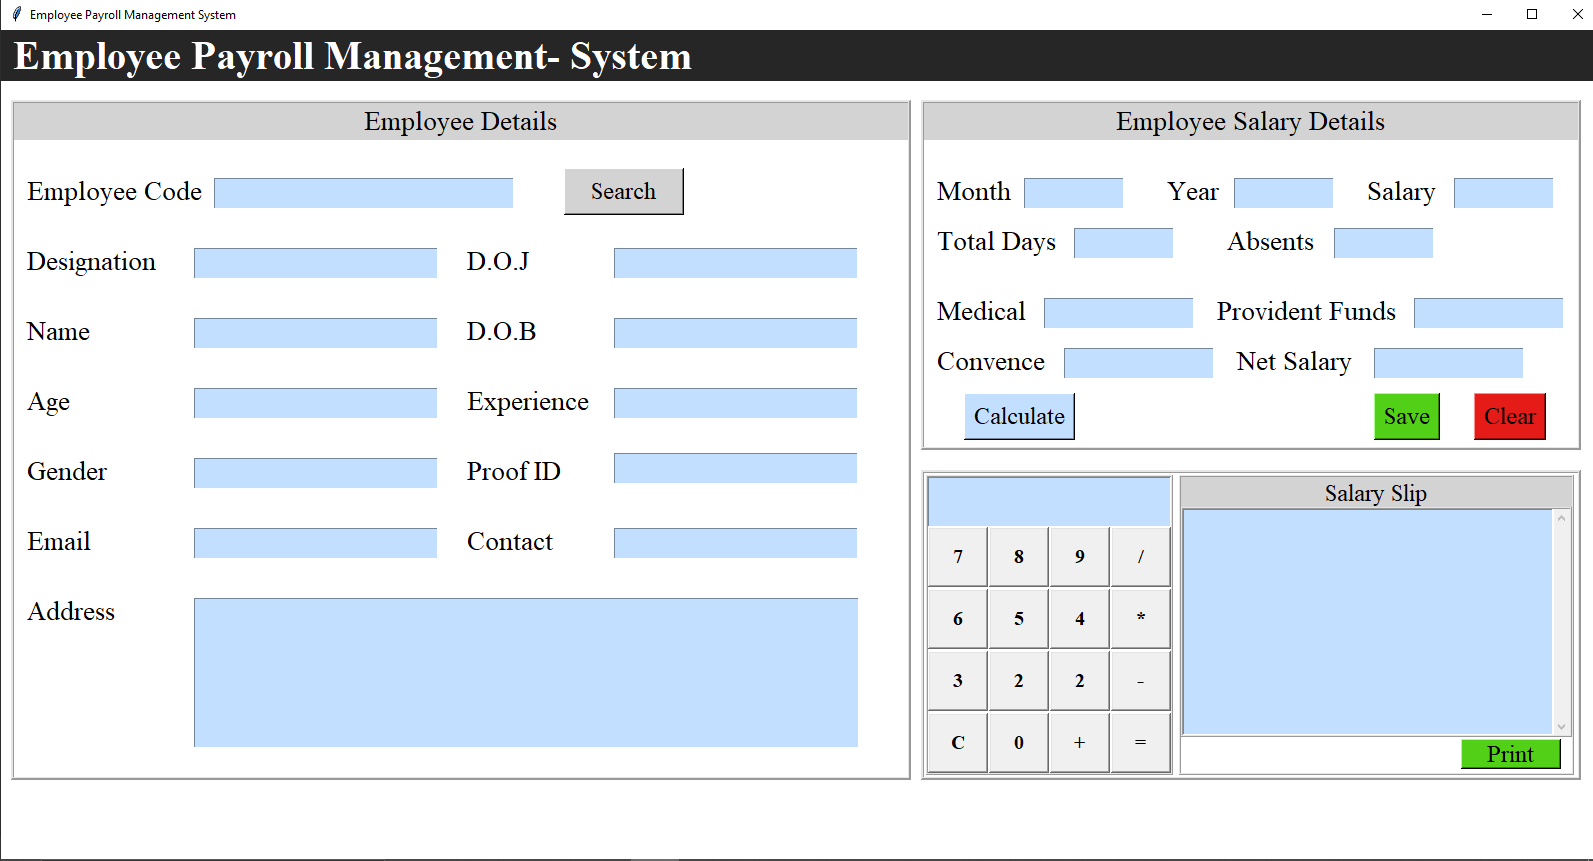 Employee Payroll Management System
Employee Payroll Management- System
Employee Details
Employee Code Search
Designation D.O.J
Name D.O.B
Age Experience
Gender Proof ID
Email Contact
Address
Employee Salary Details
Month Year Salary
Total Days Absents
Medical Provident Funds
Convence Net Salary
Calculate Save Clear
7 8 9 /
6 5 4 *
3 2 2 -
C 0 + =
Salary Slip
Print